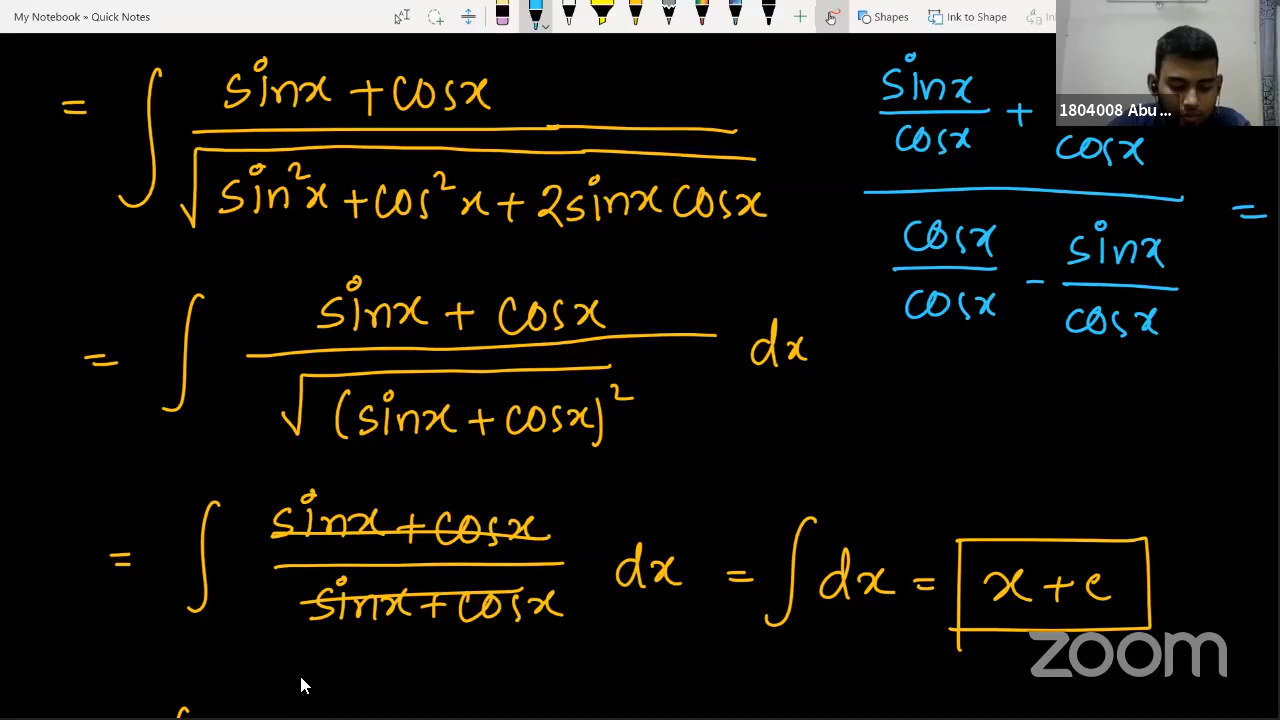 My Notebook » Quick Notes
Shapes
Ink to Shape
1804008 Abu ...
= ∫ sinx + cosx / √(sin²x + cos²x + 2sinx cosx)
= ∫ sinx + cosx / √(sinx + cosx)² dx
= ∫ sinx + cosx / sinx + cosx dx = ∫ dx = x + c
sinx / cosx + / cosx
cosx / cosx - sinx / cosx =
zoom